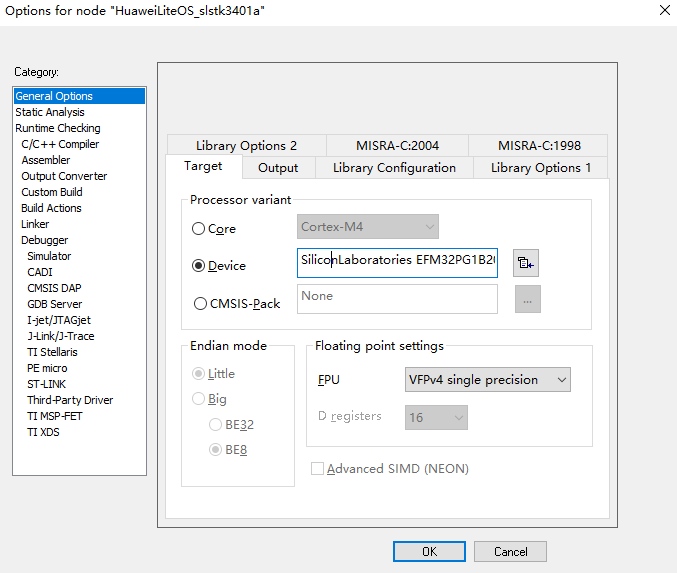 Options for node "HuaweiLiteOS_slstk3401a"
Category:
General Options
Static Analysis
Runtime Checking
C/C++ Compiler
Assembler
Output Converter
Custom Build
Build Actions
Linker
Debugger
Simulator
CADI
CMSIS DAP
GDB Server
I-jet/JTAGjet
J-Link/J-Trace
TI Stellaris
PE micro
ST-LINK
Third-Party Driver
TI MSP-FET
TI XDS
Library Options 2 MISRA-C:2004 MISRA-C:1998
Target Output Library Configuration Library Options 1
Processor variant
Core Cortex-M4
Device SiliconLaboratories EFM32PG1B20
CMSIS-Pack None ...
Endian mode
Little
Big
BE32
BE8
Floating point settings
FPU VFPv4 single precision
D registers 16
Advanced SIMD (NEON)
OK Cancel